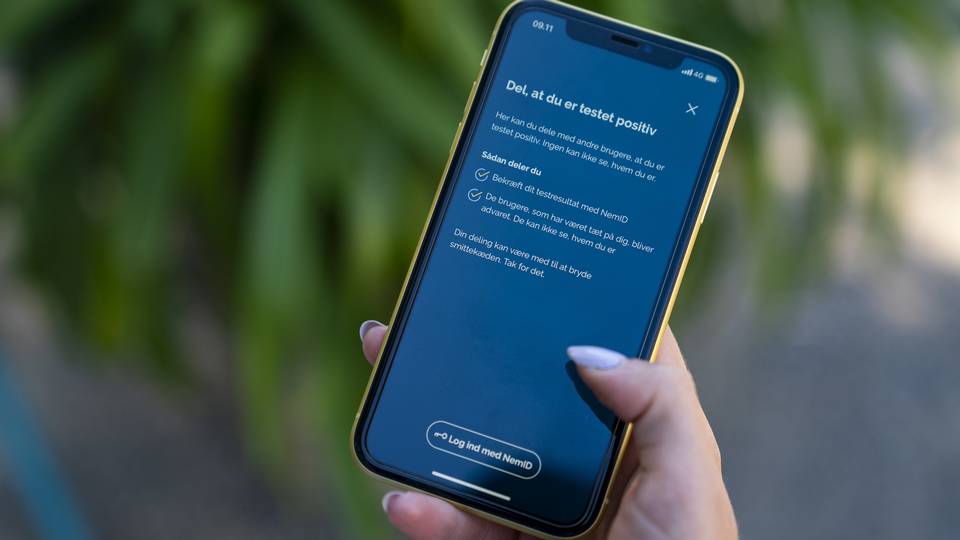 09.11
4G
Del, at du er testet positiv
Her kan du dele med andre brugere, at du er
testet positiv. Ingen kan ikke se, hvem du er.
Sådan deler du
Bekræft dit testresultat med NemID
De brugere, som har været tæt på dig, bliver
advaret. De kan ikke se, hvem du er
Din deling kan være med til at bryde
smittekæden. Tak for det.
Log ind med NemID